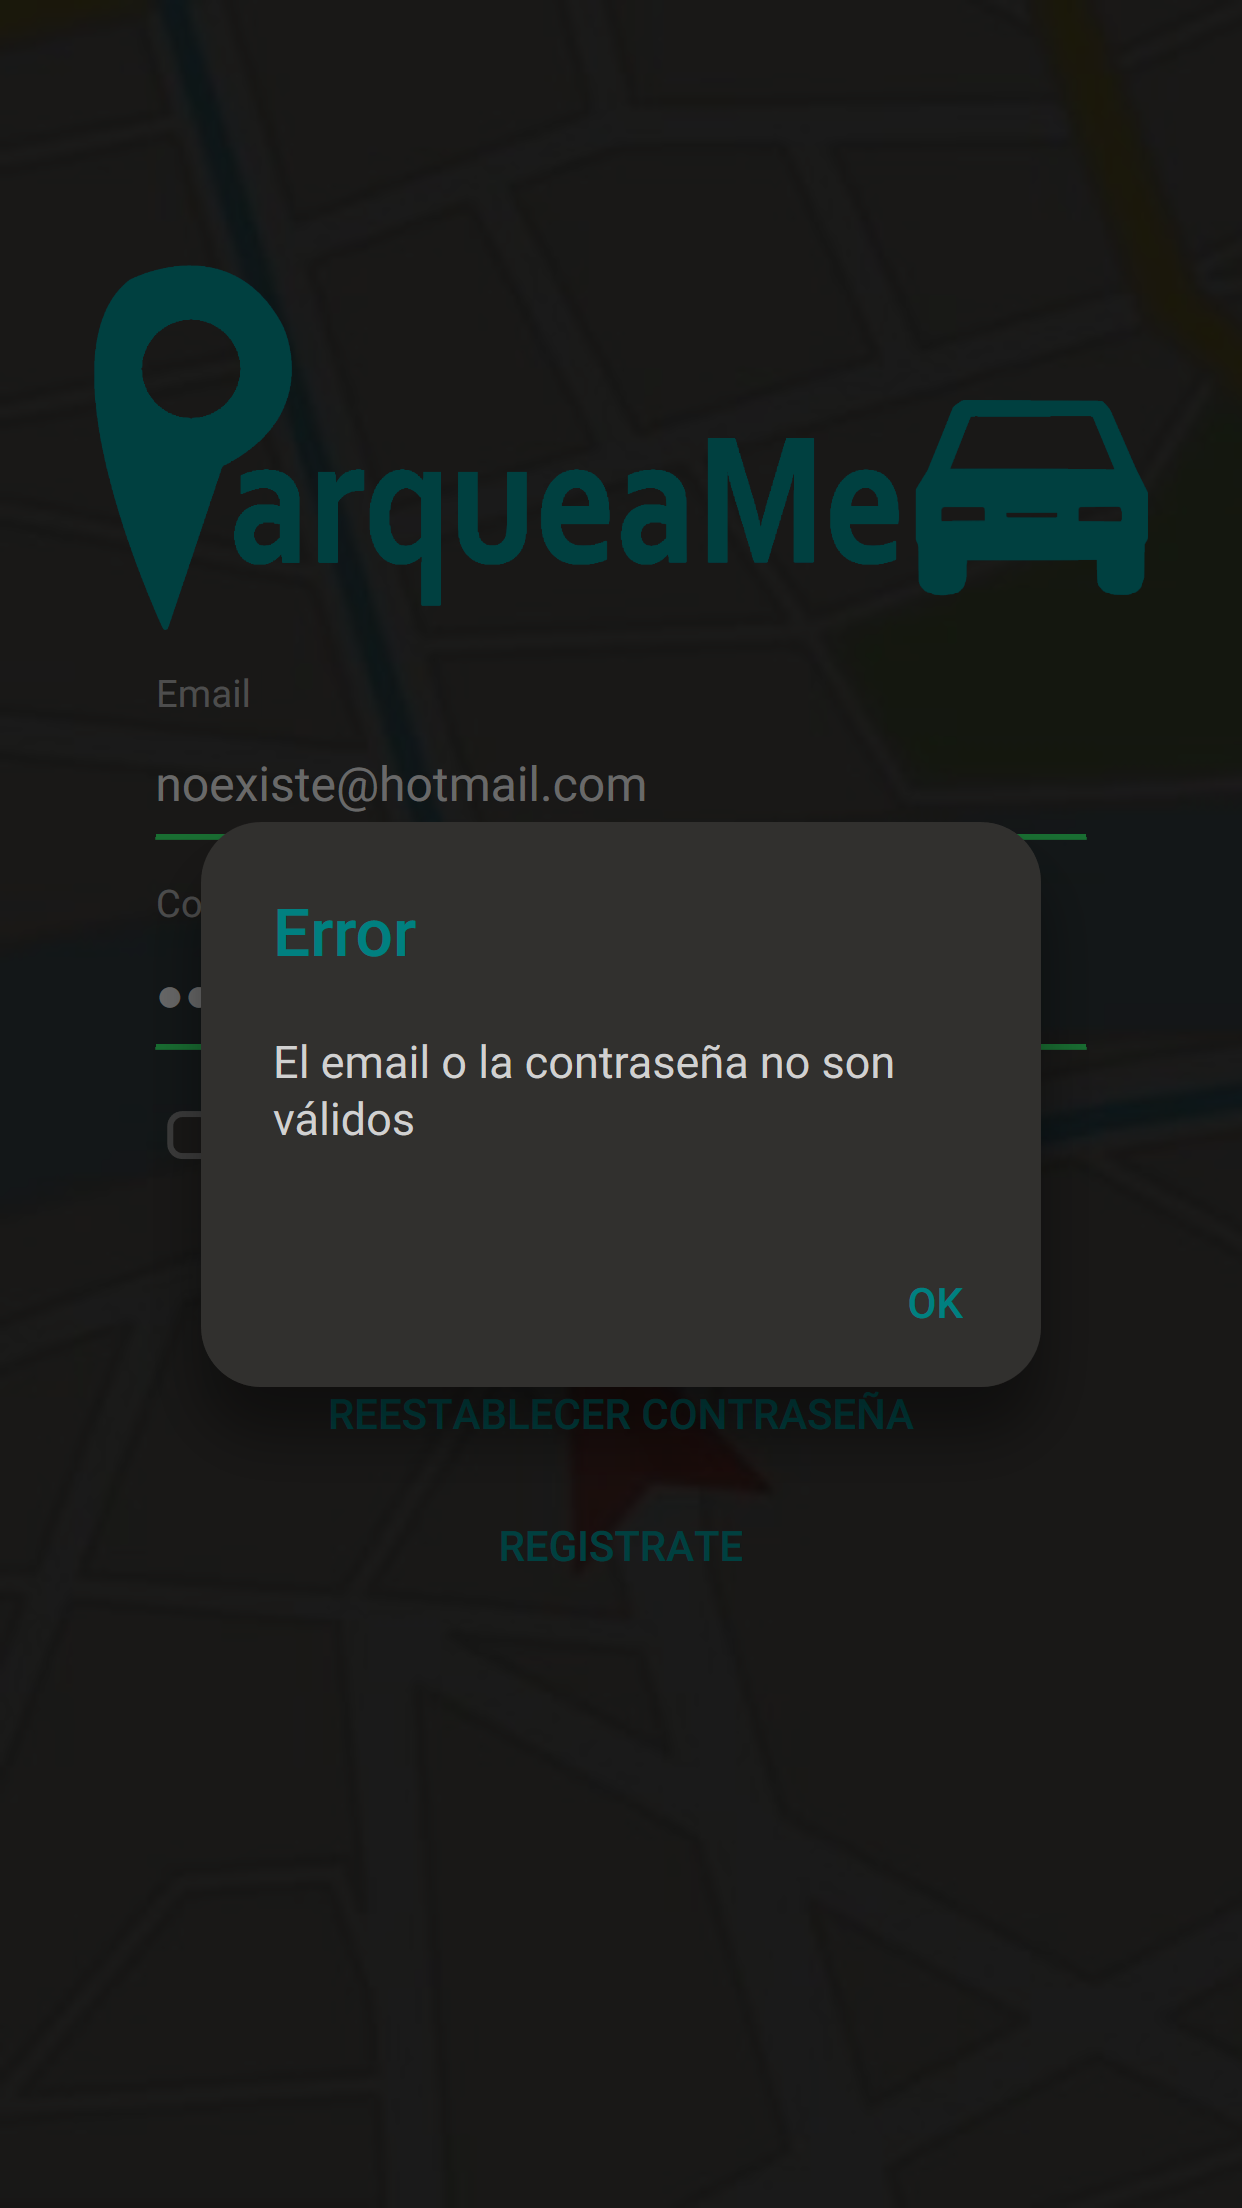 ParqueaMe
Email
noexiste@hotmail.com
Co
Error
El email o la contraseña no son
válidos
OK
REESTABLECER CONTRASEÑA
REGISTRATE